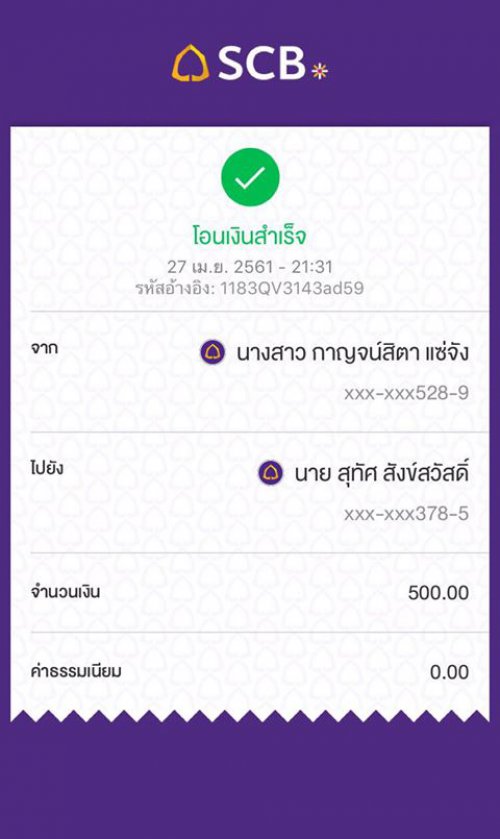 SCB
โอนเงินสำเร็จ
27 เม.ย. 2561 - 21:31
รหัสอ้างอิง: 1183QV3143ad59
จาก นางสาว กาญจน์สิตา แซ่จัง
xxx-xxx528-9
ไปยัง นาย สุทัศ สังข์สวัสดิ์
xxx-xxx378-5
จำนวนเงิน 500.00
ค่าธรรมเนียม 0.00